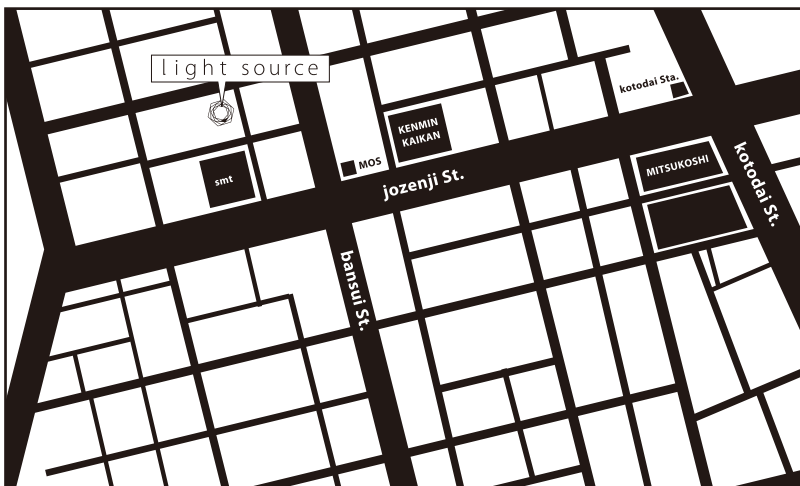 light source
kotodai Sta.
KENMIN
KAIKAN
MOS
MITSUKOSHI
smt
jozenji St.
kotodai St.
bansui St.